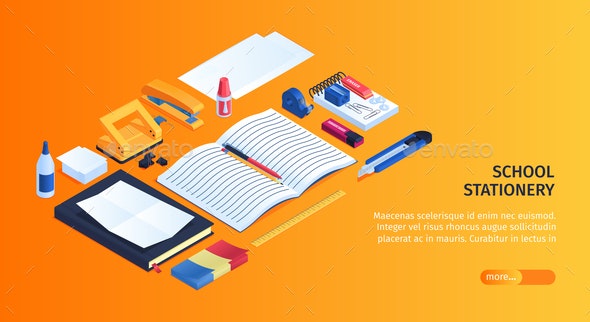 SCHOOL
STATIONERY
Maecenas scelerisque id enim nec euismod.
Integer vel rhoncus augue sollicitudin
placerat ac in mauris. Curabitur in lectus in
more...